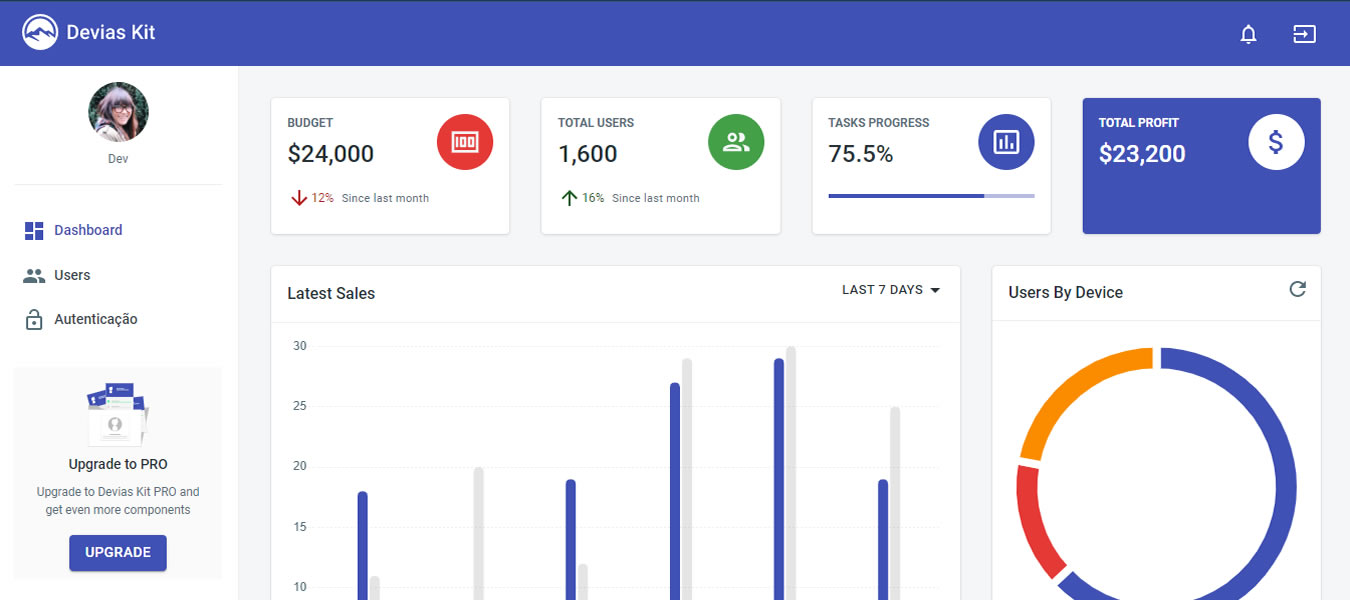 Devias Kit
Dev
Dashboard
Users
Autenticação
Upgrade to PRO
Upgrade to Devias Kit PRO and
get even more components
UPGRADE
BUDGET
$24,000
12% Since last month
TOTAL USERS
1,600
16% Since last month
TASKS PROGRESS
75.5%
TOTAL PROFIT
$23,200
$
Latest Sales
LAST 7 DAYS
30
25
20
15
10
Users By Device